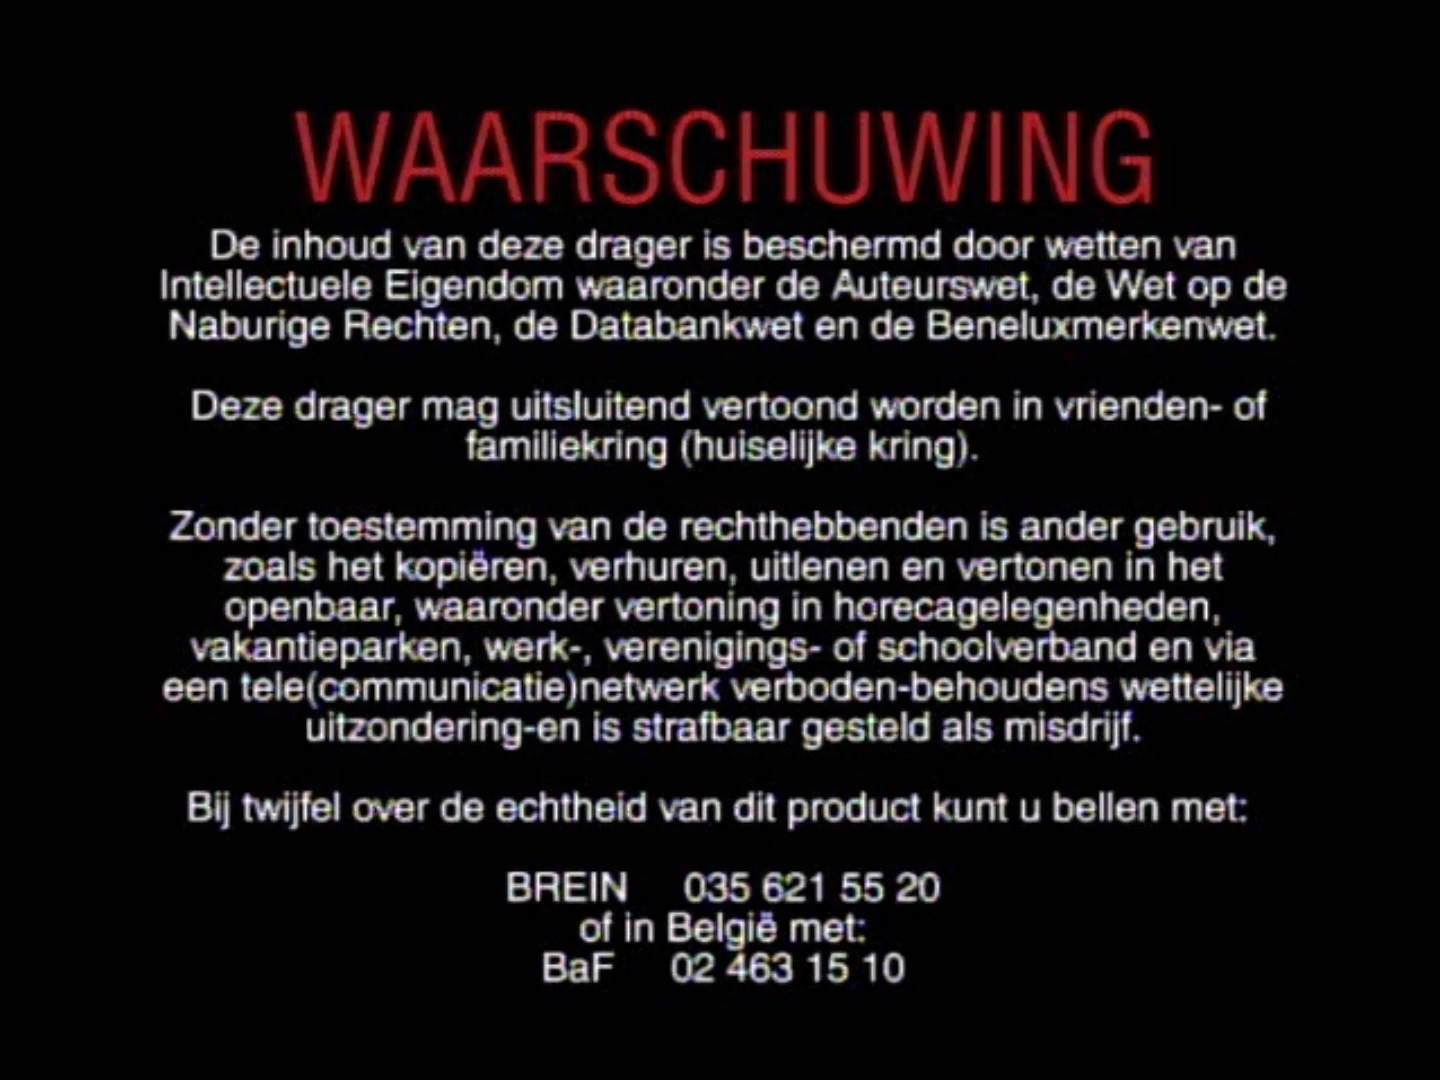 WAARSCHUWING
De inhoud van deze drager is beschermd door wetten van
Intellectuele Eigendom waaronder de Auteurswet, de Wet op de
Naburige Rechten, de Databankwet en de Beneluxmerkenwet.
Deze drager mag uitsluitend vertoond worden in vrienden- of
familiekring (huiselijke kring).
Zonder toestemming van de rechthebbenden is ander gebruik,
zoals het kopiëren, verhuren, uitlenen en vertonen in het
openbaar, waaronder vertoning in horecagelegenheden,
vakantieparken, werk-, verenigings- of schoolverband en via
een tele(communicatie)netwerk verboden-behoudens wettelijke
uitzondering-en is strafbaar gesteld als misdrijf.
Bij twijfel over de echtheid van dit product kunt u bellen met:
BREIN 035 621 55 20
of in België met:
BaF 02 463 15 10